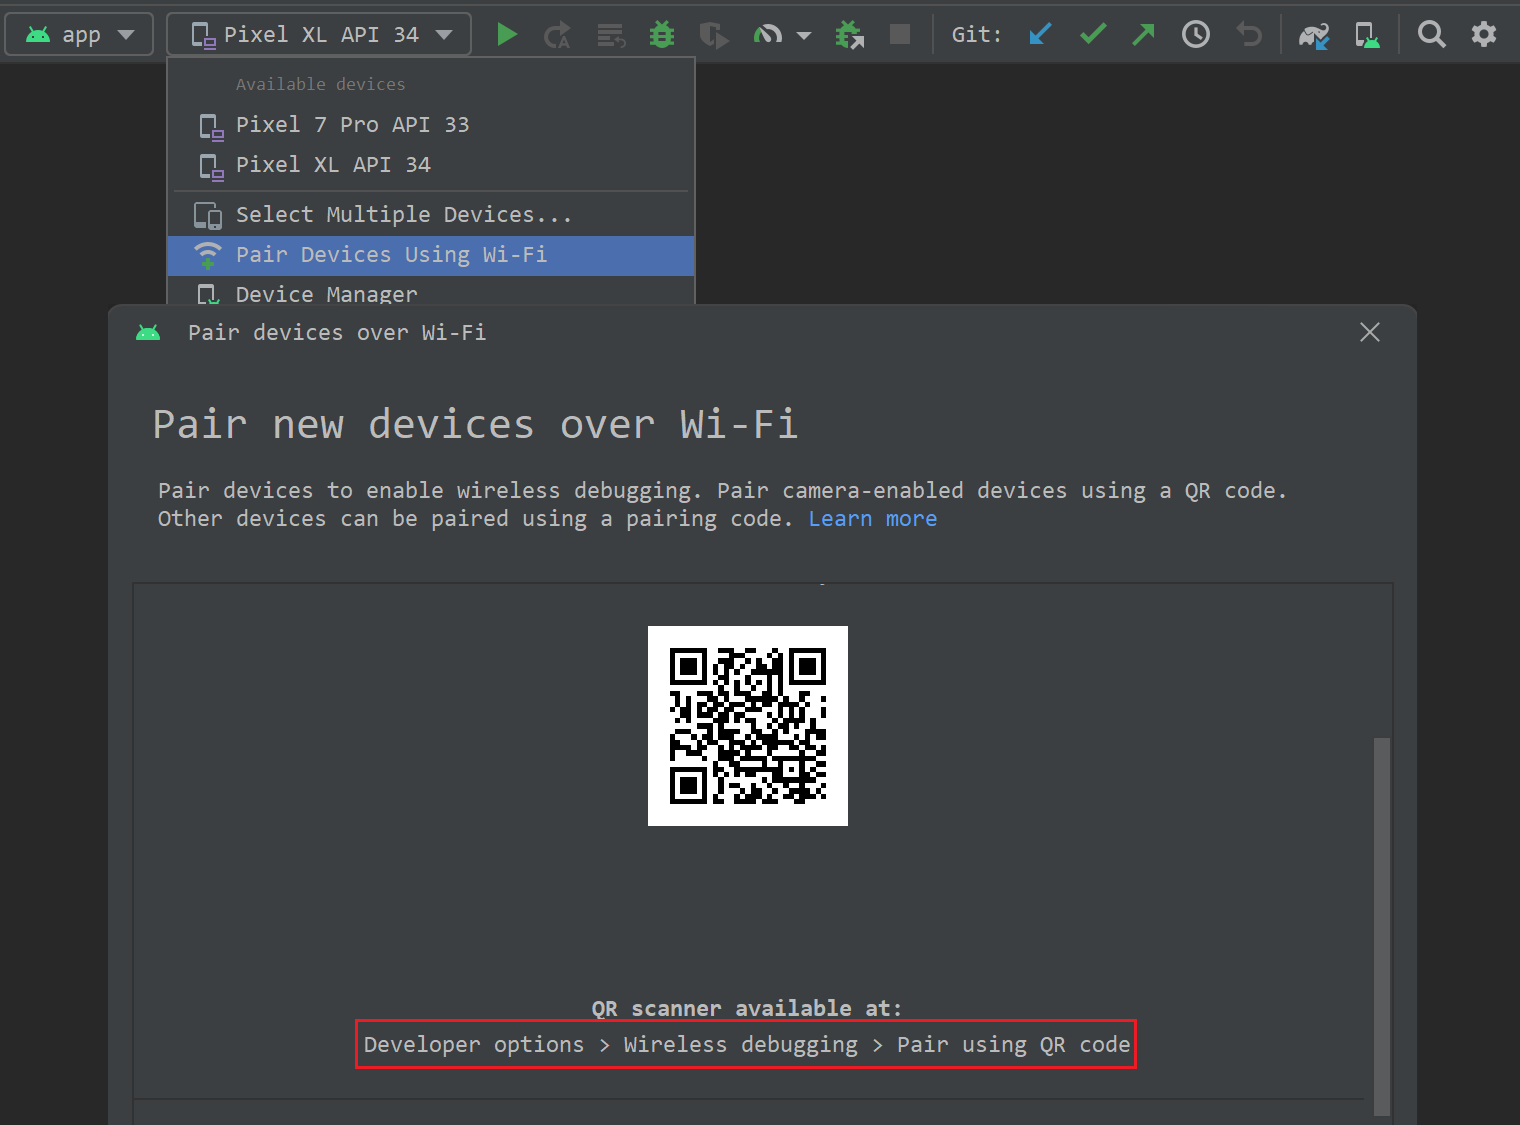 app
Pixel XL API 34
Git:
Available devices
Pixel 7 Pro API 33
Pixel XL API 34
Select Multiple Devices...
Pair Devices Using Wi-Fi
Device Manager
Pair devices over Wi-Fi
Pair new devices over Wi-Fi
Pair devices to enable wireless debugging. Pair camera-enabled devices using a QR code.
Other devices can be paired using a pairing code. Learn more
QR scanner available at:
Developer options > Wireless debugging > Pair using QR code